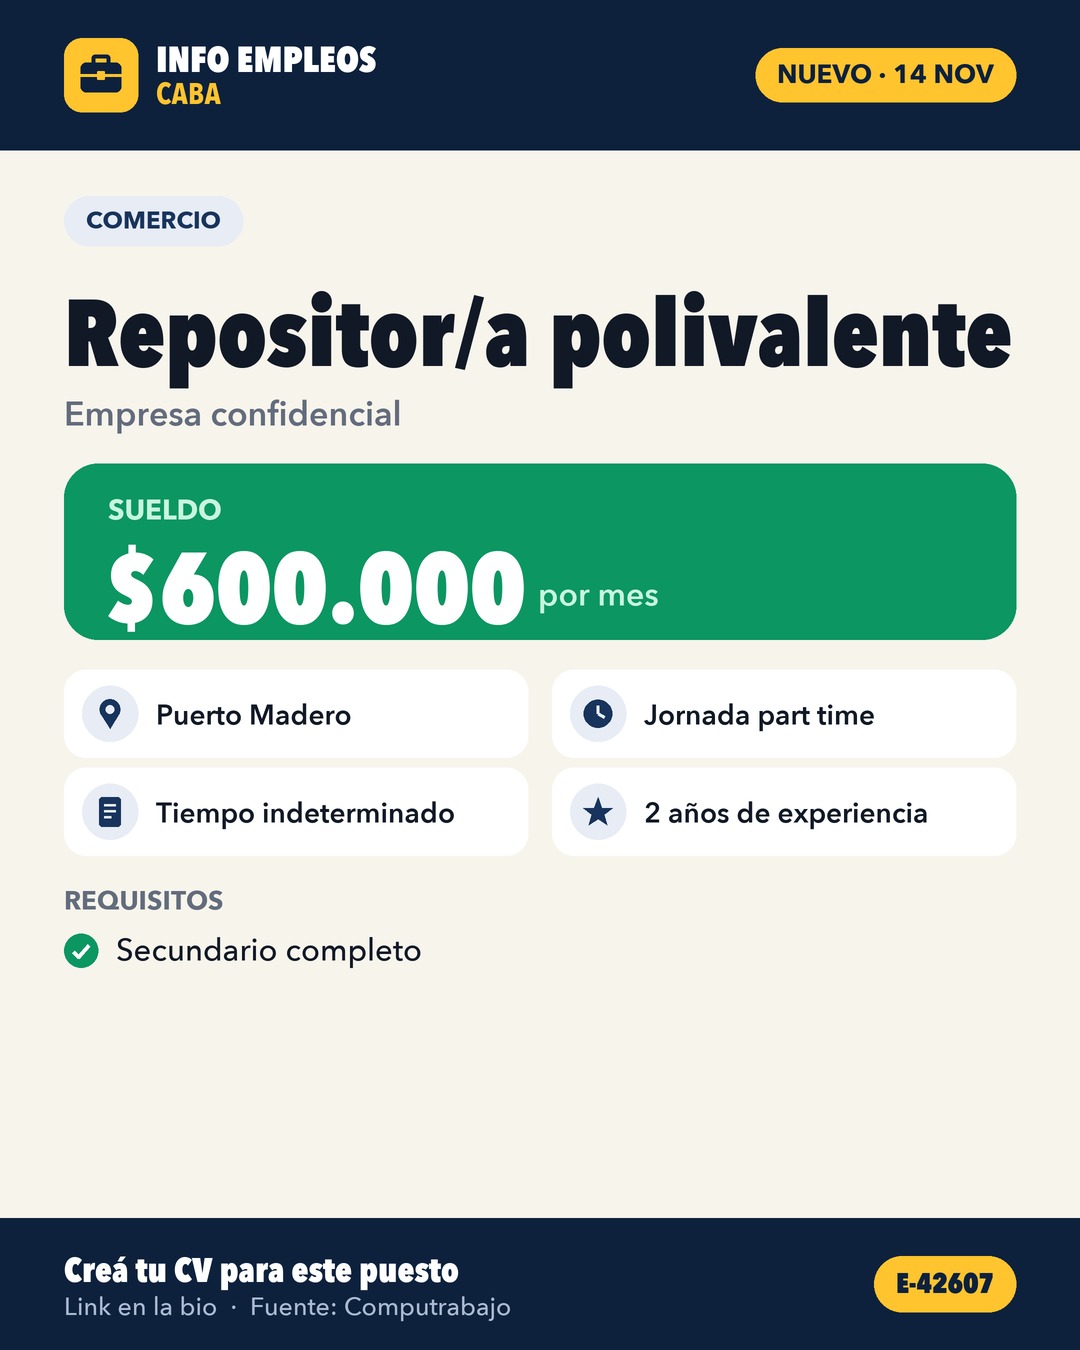 INFO EMPLEOS
CABA
NUEVO · 14 NOV
COMERCIO
Repositor/a polivalente
Empresa confidencial
SUELDO
$600.000 por mes
Puerto Madero
Jornada part time
Tiempo indeterminado
2 años de experiencia
REQUISITOS
Secundario completo
Creá tu CV para este puesto
Link en la bio · Fuente: Computrabajo
E-42607